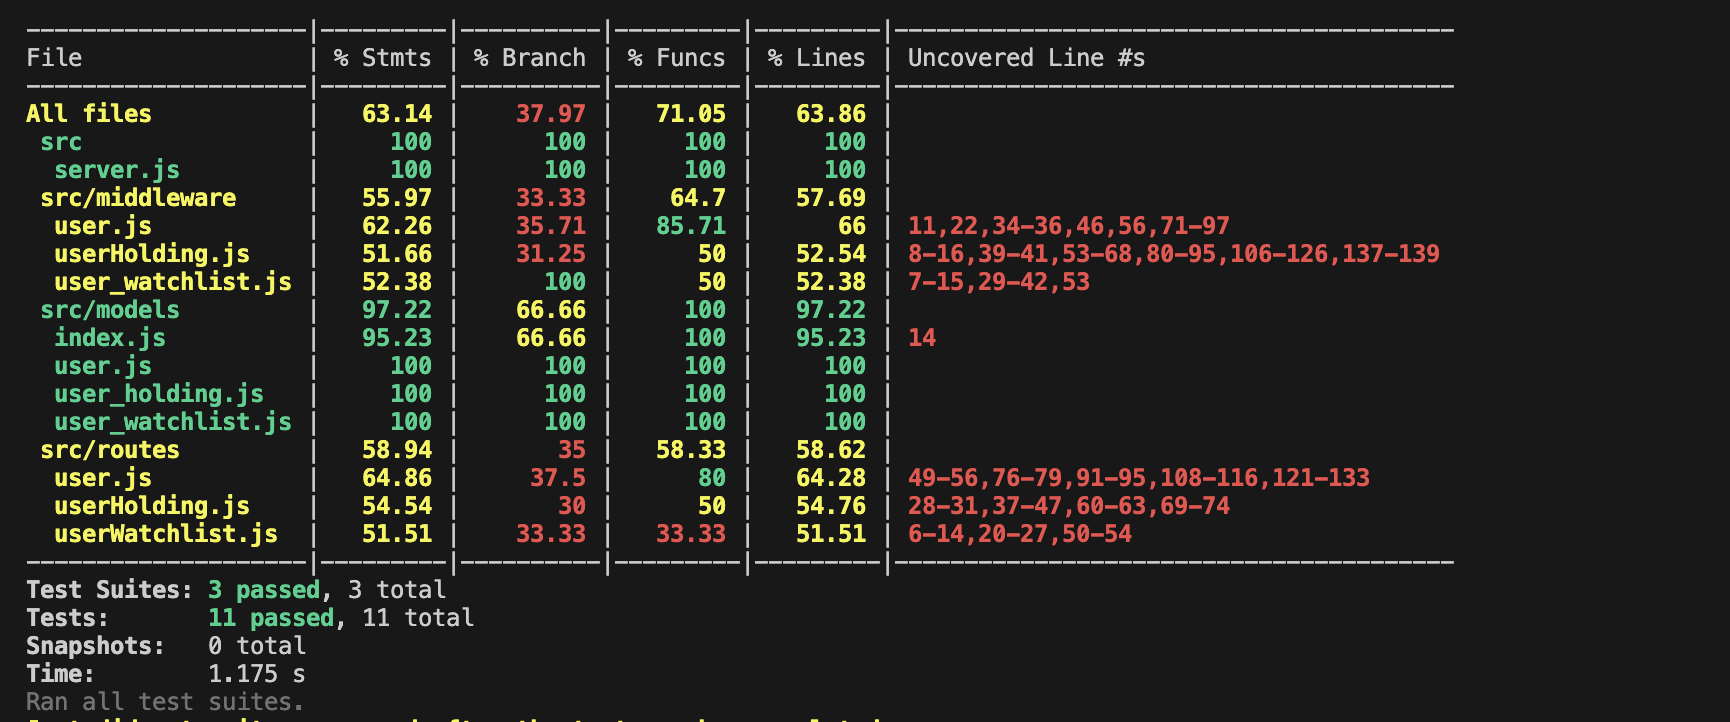 File | % Stmts | % Branch | % Funcs | % Lines | Uncovered Line #s
All files | 63.14 | 37.97 | 71.05 | 63.86 |
src | 100 | 100 | 100 | 100 |
server.js | 100 | 100 | 100 | 100 |
src/middleware | 55.97 | 33.33 | 64.7 | 57.69 |
user.js | 62.26 | 35.71 | 85.71 | 66 | 11,22,34-36,46,56,71-97
userHolding.js | 51.66 | 31.25 | 50 | 52.54 | 8-16,39-41,53-68,80-95,106-126,137-139
user_watchlist.js | 52.38 | 100 | 50 | 52.38 | 7-15,29-42,53
src/models | 97.22 | 66.66 | 100 | 97.22 |
index.js | 95.23 | 66.66 | 100 | 95.23 | 14
user.js | 100 | 100 | 100 | 100 |
user_holding.js | 100 | 100 | 100 | 100 |
user_watchlist.js | 100 | 100 | 100 | 100 |
src/routes | 58.94 | 35 | 58.33 | 58.62 |
user.js | 64.86 | 37.5 | 80 | 64.28 | 49-56,76-79,91-95,108-116,121-133
userHolding.js | 54.54 | 30 | 50 | 54.76 | 28-31,37-47,60-63,69-74
userWatchlist.js | 51.51 | 33.33 | 33.33 | 51.51 | 6-14,20-27,50-54
Test Suites: 3 passed, 3 total
Tests: 11 passed, 11 total
Snapshots: 0 total
Time: 1.175 s
Ran all test suites.